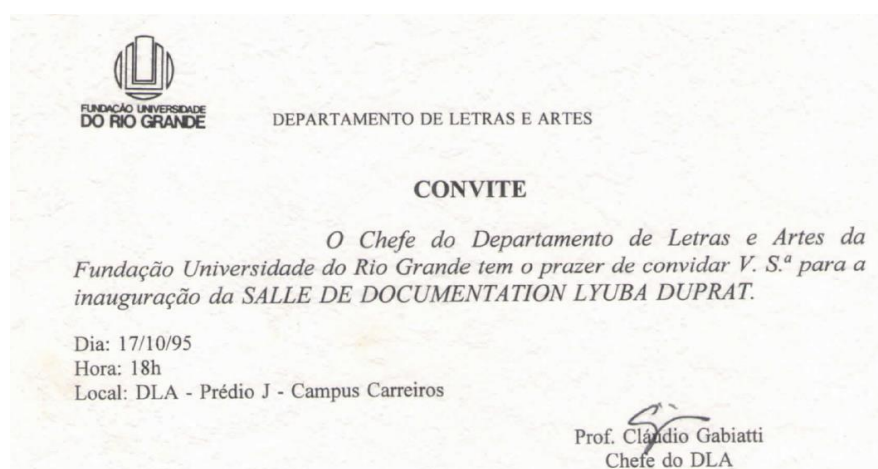 FUNDAÇÃO UNIVERSIDADE
DO RIO GRANDE
DEPARTAMENTO DE LETRAS E ARTES
CONVITE
O Chefe do Departamento de Letras e Artes da
Fundação Universidade do Rio Grande tem o prazer de convidar V. S.ª para a
inauguração da SALLE DE DOCUMENTATION LYUBA DUPRAT.
Dia: 17/10/95
Hora: 18h
Local: DLA - Prédio J - Campus Carreiros
Prof. Cláudio Gabiatti
Chefe do DLA